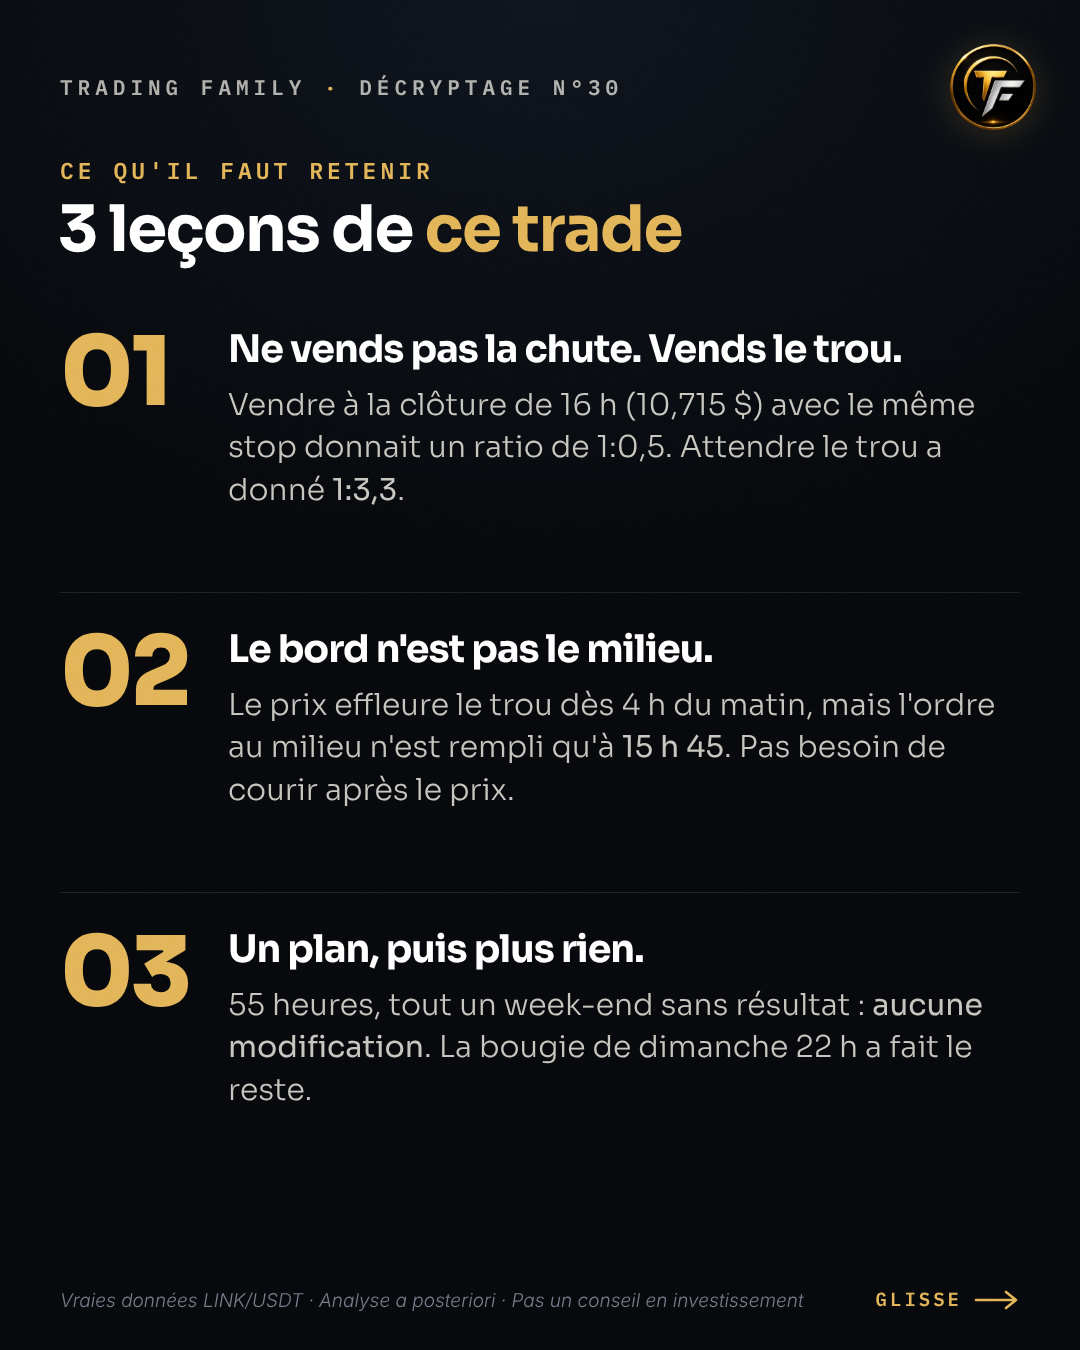 TRADING FAMILY · DÉCRYPTAGE N°30
TF
CE QU'IL FAUT RETENIR
3 leçons de ce trade
01
Ne vends pas la chute. Vends le trou.
Vendre à la clôture de 16 h (10,715 $) avec le même
stop donnait un ratio de 1:0,5. Attendre le trou a
donné 1:3,3.
02
Le bord n'est pas le milieu.
Le prix effleure le trou dès 4 h du matin, mais l'ordre
au milieu n'est rempli qu'à 15 h 45. Pas besoin de
courir après le prix.
03
Un plan, puis plus rien.
55 heures, tout un week-end sans résultat : aucune
modification. La bougie de dimanche 22 h a fait le
reste.
Vraies données LINK/USDT · Analyse a posteriori · Pas un conseil en investissement
GLISSE →